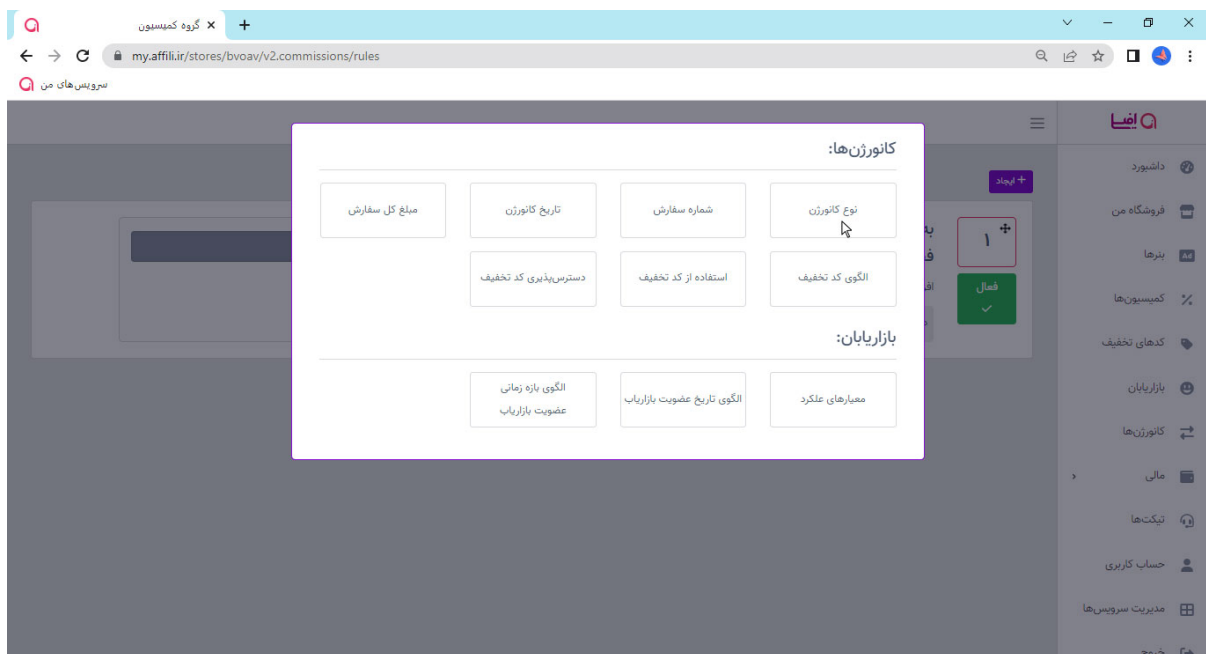 گروه کمیسیون
my.affili.ir/stores/bvoav/v2.commissions/rules
سرویس‌های من
افیلی
داشبورد
فروشگاه من
بنرها
Ad
کمیسیون‌ها
کدهای تخفیف
بازاریابان
کانورژن‌ها
مالی
تیکت‌ها
حساب کاربری
مدیریت سرویس‌ها
خروج
+ ایجاد
۱
فعال
کانورژن‌ها:
نوع کانورژن
شماره سفارش
تاریخ کانورژن
مبلغ کل سفارش
الگوی کد تخفیف
استفاده از کد تخفیف
دسترس‌پذیری کد تخفیف
بازاریابان:
معیارهای علکرد
الگوی تاریخ عضویت بازاریاب
الگوی بازه زمانی
عضویت بازاریاب